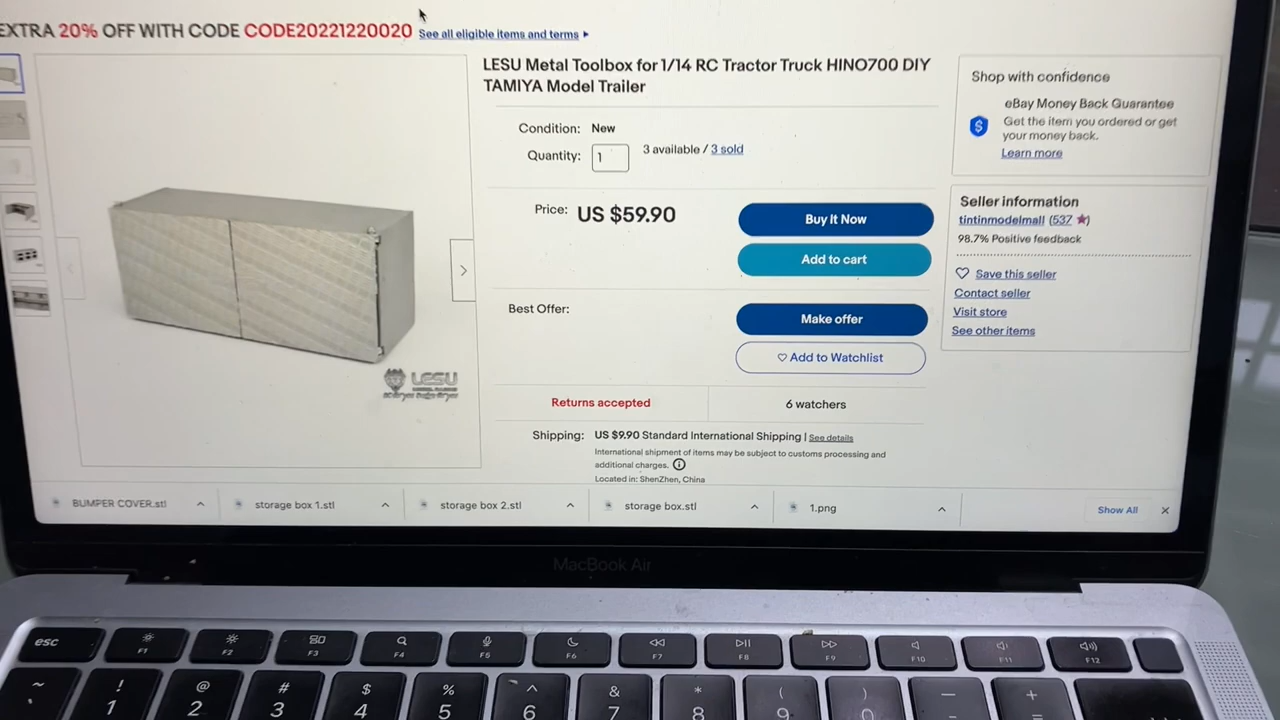 EXTRA 20% OFF WITH CODE CODE20221220020 See all eligible items and terms
LESU Metal Toolbox for 1/14 RC Tractor Truck HINO700 DIY
TAMIYA Model Trailer
Condition: New
Quantity: 1 3 available / 3 sold
Price: US $59.90
Buy It Now
Add to cart
Best Offer:
Make offer
Add to Watchlist
Returns accepted 6 watchers
Shipping: US $9.90 Standard International Shipping | See details
International shipment of items may be subject to customs processing and
additional charges.
Located in: ShenZhen, China
LESU
Shop with confidence
eBay Money Back Guarantee
Get the item you ordered or get
your money back.
Learn more
Seller information
tintinmodelmall (537 ★)
98.7% Positive feedback
Save this seller
Contact seller
Visit store
See other items
BUMPER COVER.stl storage box 1.stl storage box 2.stl storage box.stl 1.png Show All
MacBook Air
esc F1 F2 F3 F4 F5 F6 F7 F8 F9 F10 F11 F12
~ ! @ # $ % ^ & * ( ) — +
1 2 3 4 5 6 7 8 9 0